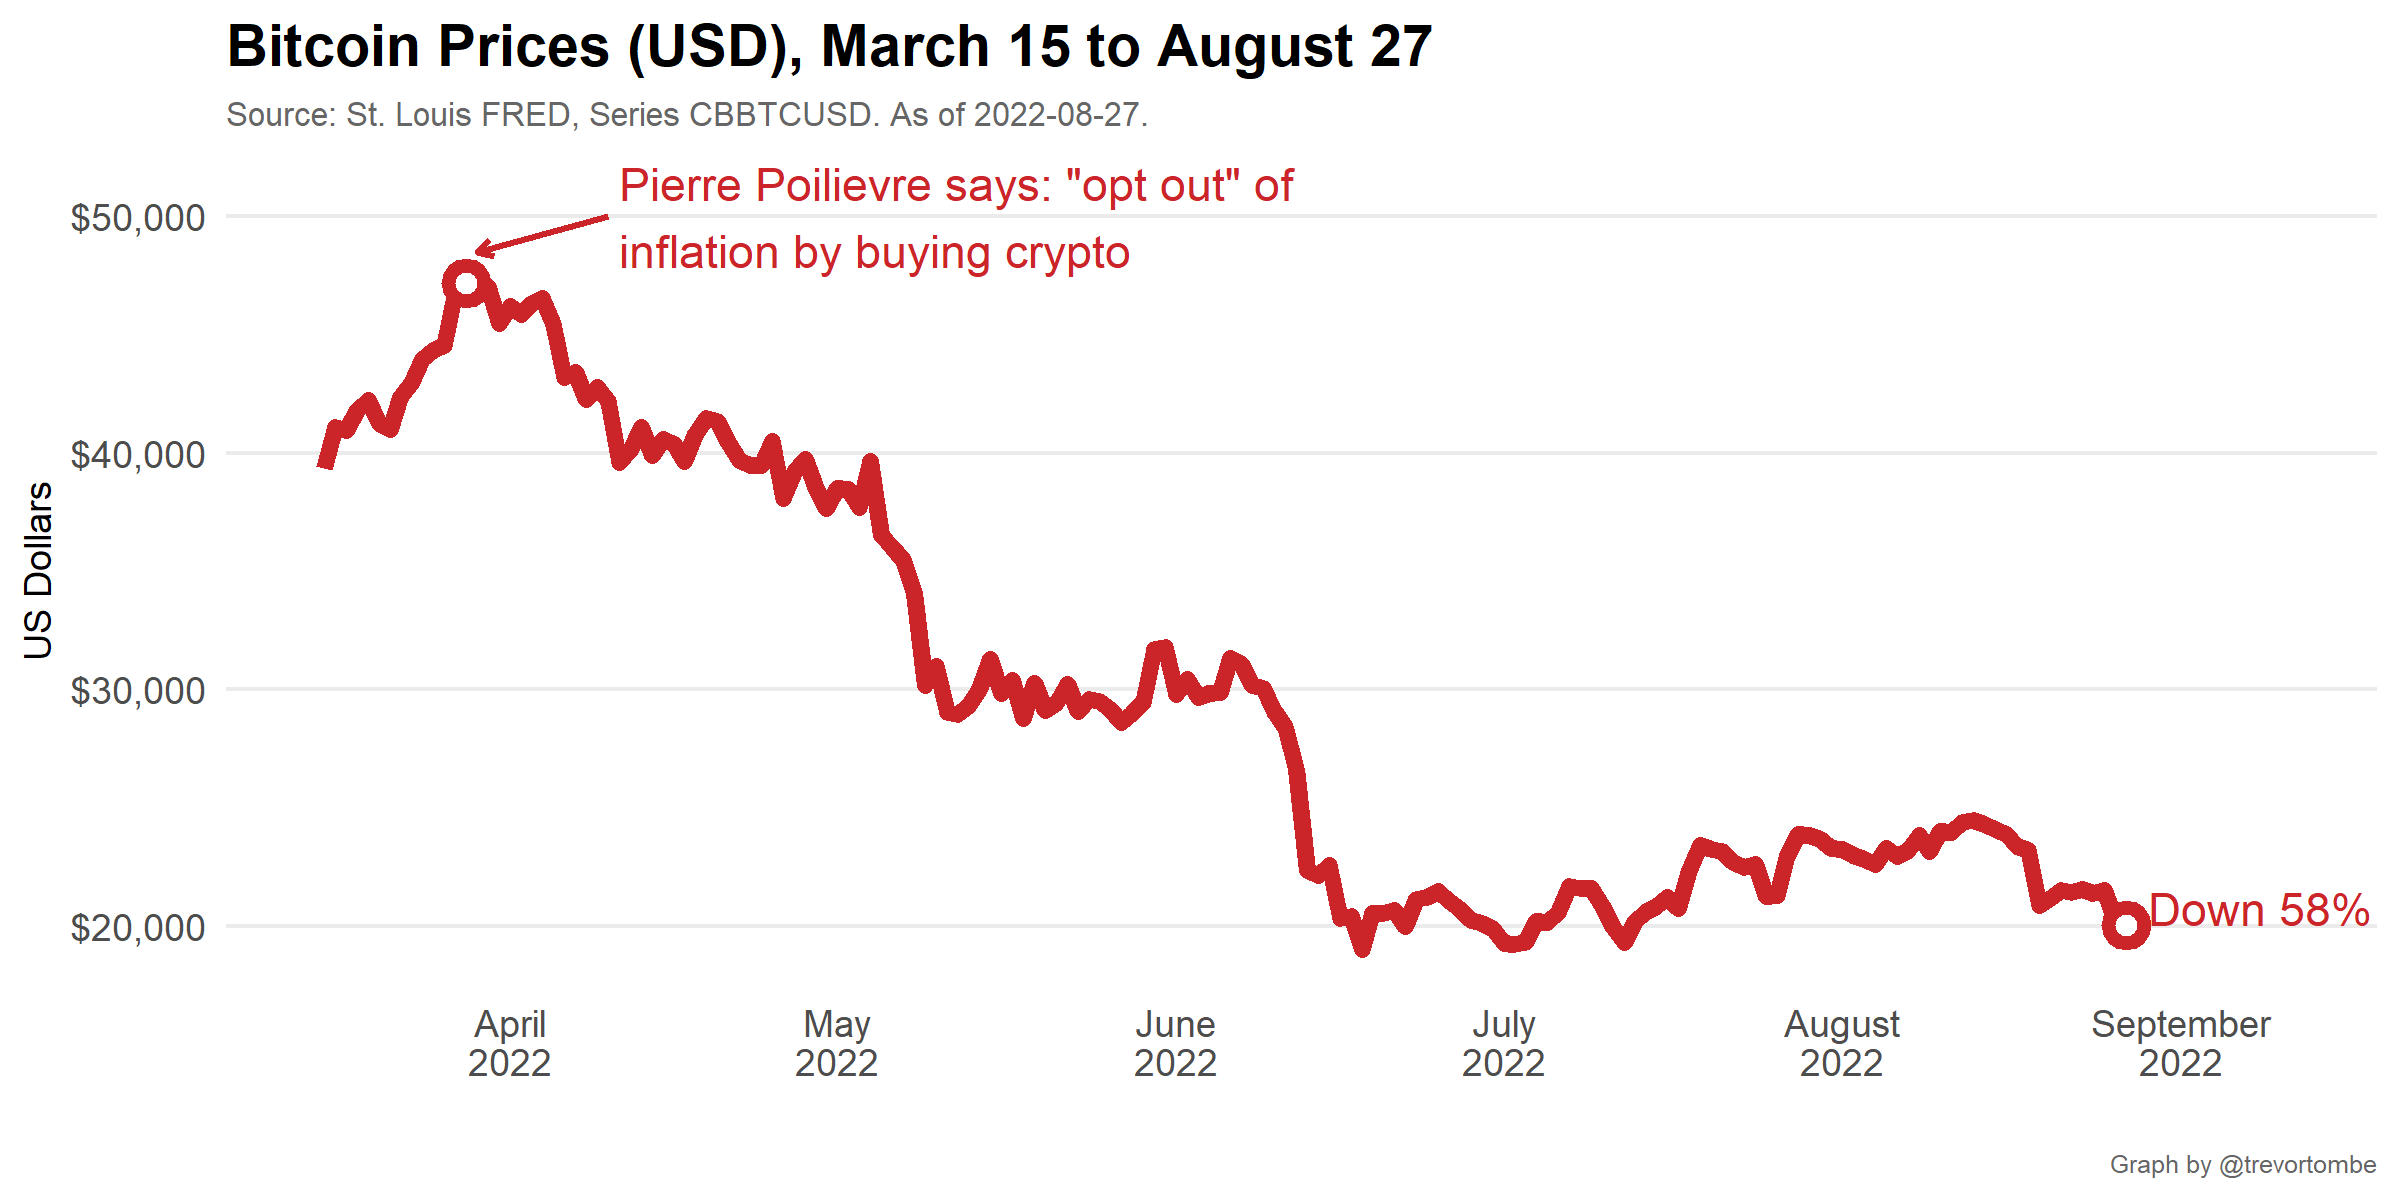 Bitcoin Prices (USD), March 15 to August 27
Source: St. Louis FRED, Series CBBTCUSD. As of 2022-08-27.
Pierre Poilievre says: "opt out" of
inflation by buying crypto
$50,000
$40,000
$30,000
$20,000
US Dollars
Down 58%
April
2022
May
2022
June
2022
July
2022
August
2022
September
2022
Graph by @trevortombe